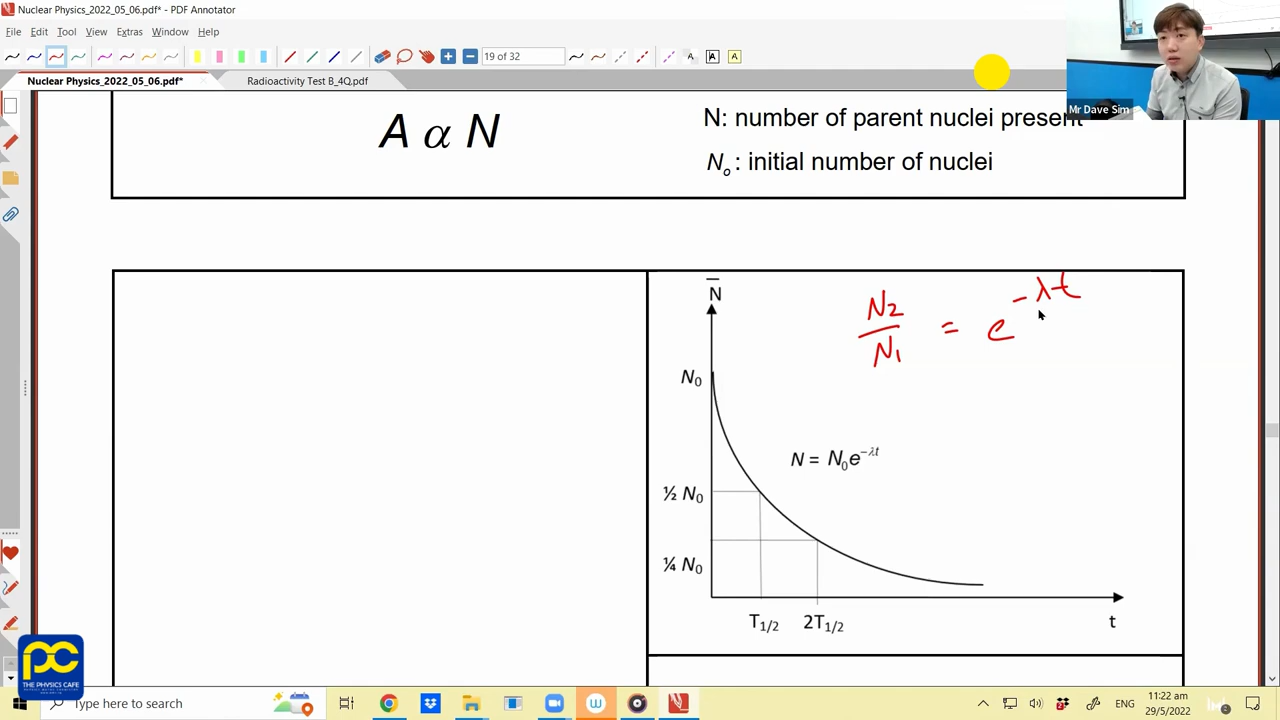 Nuclear Physics_2022_05_06.pdf* - PDF Annotator
File Edit Tool View Extras Window Help
19 of 32
Nuclear Physics_2022_05_06.pdf* Radioactivity Test B_4Q.pdf
Mr Dave Sim
A α N
N: number of parent nuclei present
Nₒ : initial number of nuclei
N̅
N₂/N₁ = e^(-λt)
N₀
N = N₀e^(−λt)
½ N₀
¼ N₀
T₁/₂ 2T₁/₂ t
pc
THE PHYSICS CAFE
Type here to search
11:22 am
29/5/2022